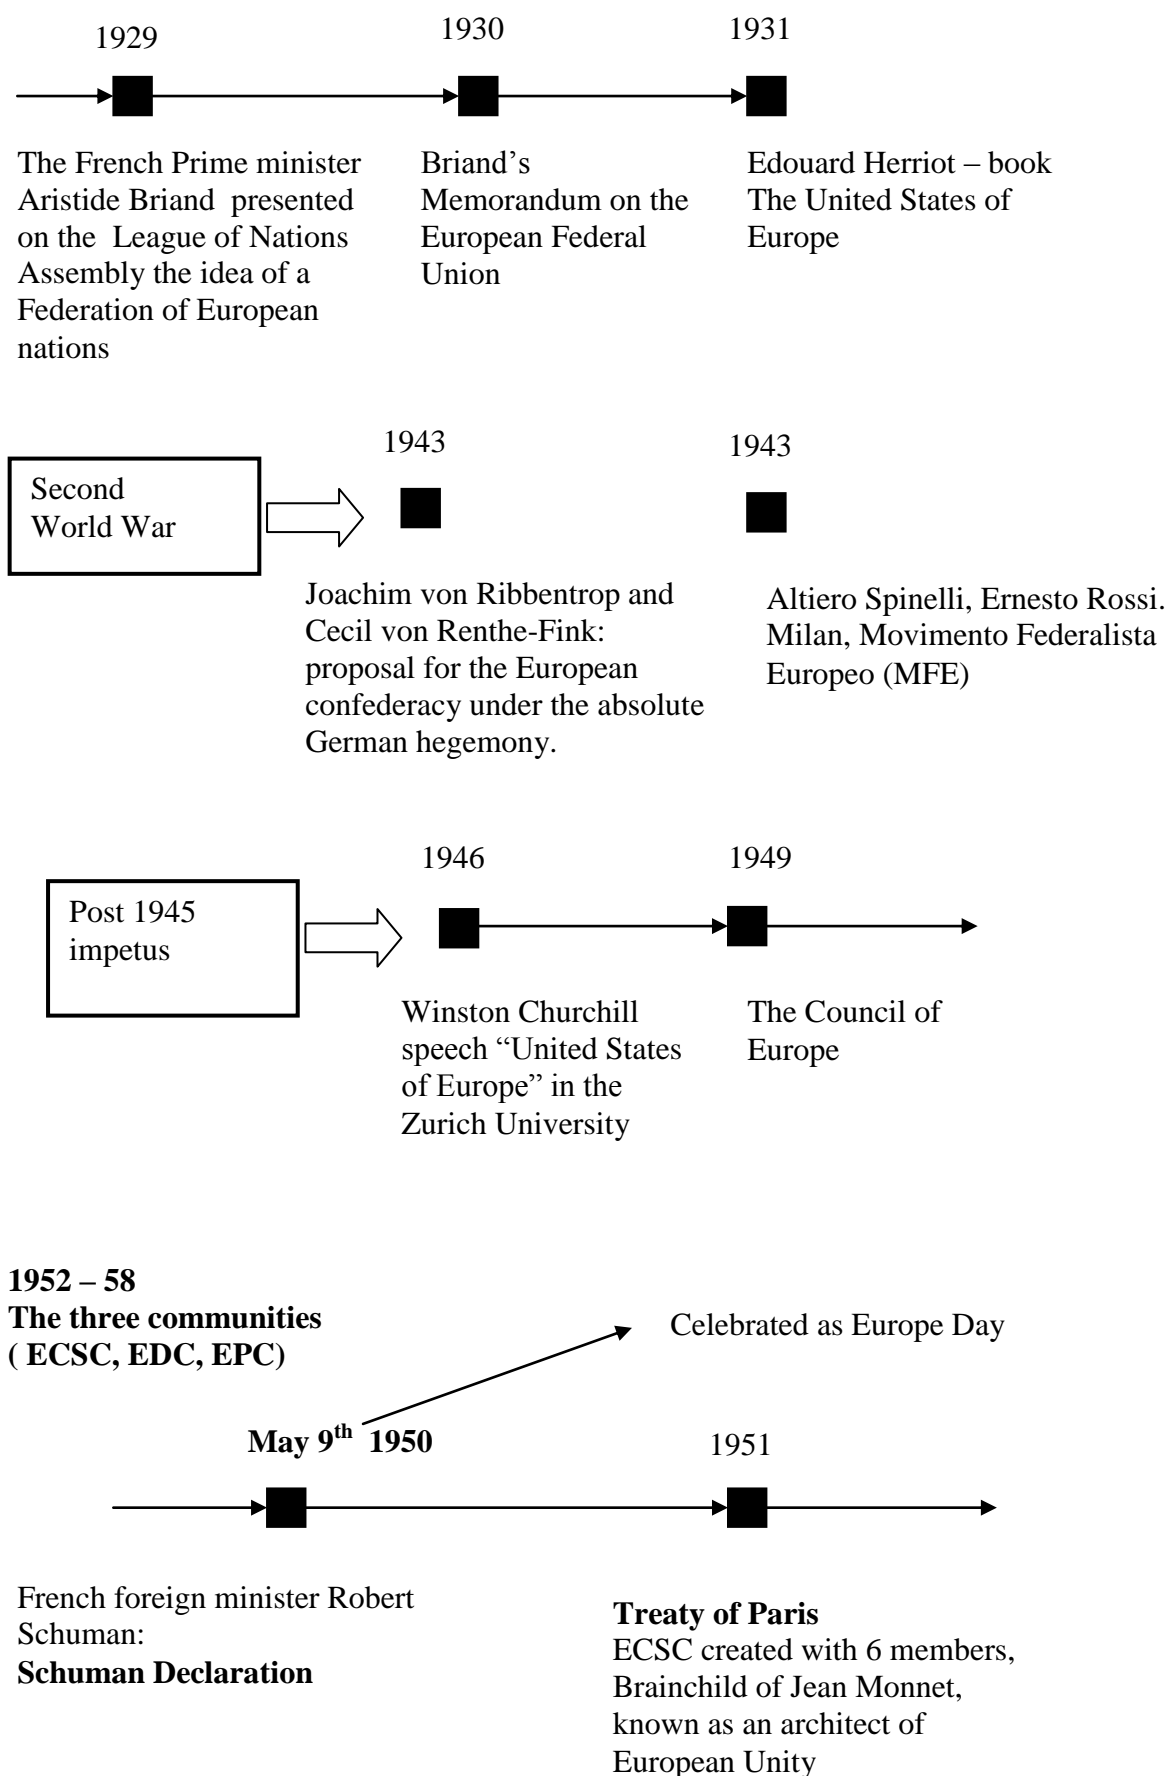 1929
1930
1931
The French Prime minister
Aristide Briand presented
on the League of Nations
Assembly the idea of a
Federation of European
nations
Briand’s
Memorandum on the
European Federal
Union
Edouard Herriot – book
The United States of
Europe
Second
World War
1943
1943
Joachim von Ribbentrop and
Cecil von Renthe-Fink:
proposal for the European
confederacy under the absolute
German hegemony.
Altiero Spinelli, Ernesto Rossi.
Milan, Movimento Federalista
Europeo (MFE)
Post 1945
impetus
1946
1949
Winston Churchill
speech “United States
of Europe” in the
Zurich University
The Council of
Europe
1952 – 58
The three communities
( ECSC, EDC, EPC)
Celebrated as Europe Day
May 9th 1950
1951
French foreign minister Robert
Schuman:
Schuman Declaration
Treaty of Paris
ECSC created with 6 members,
Brainchild of Jean Monnet,
known as an architect of
European Unity